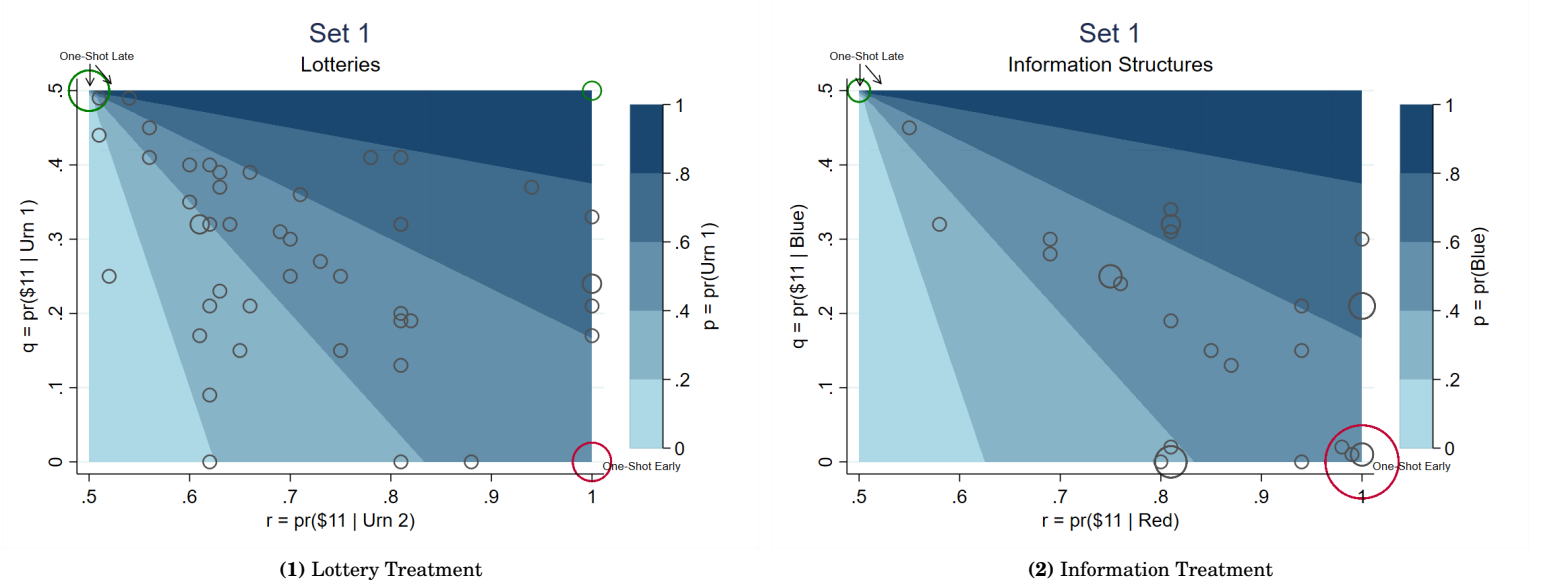 Set 1
One-Shot Late
Lotteries
.5
.4
.3
.2
.1
0
q = pr($11 | Urn 1)
.5
.6
.7
.8
.9
1
r = pr($11 | Urn 2)
One-Shot Early
1
.8
.6
.4
.2
0
p = pr(Urn 1)
(1) Lottery Treatment
Set 1
One-Shot Late
Information Structures
.5
.4
.3
.2
.1
0
q = pr($11 | Blue)
.5
.6
.7
.8
.9
1
r = pr($11 | Red)
One-Shot Early
1
.8
.6
.4
.2
0
p = pr(Blue)
(2) Information Treatment